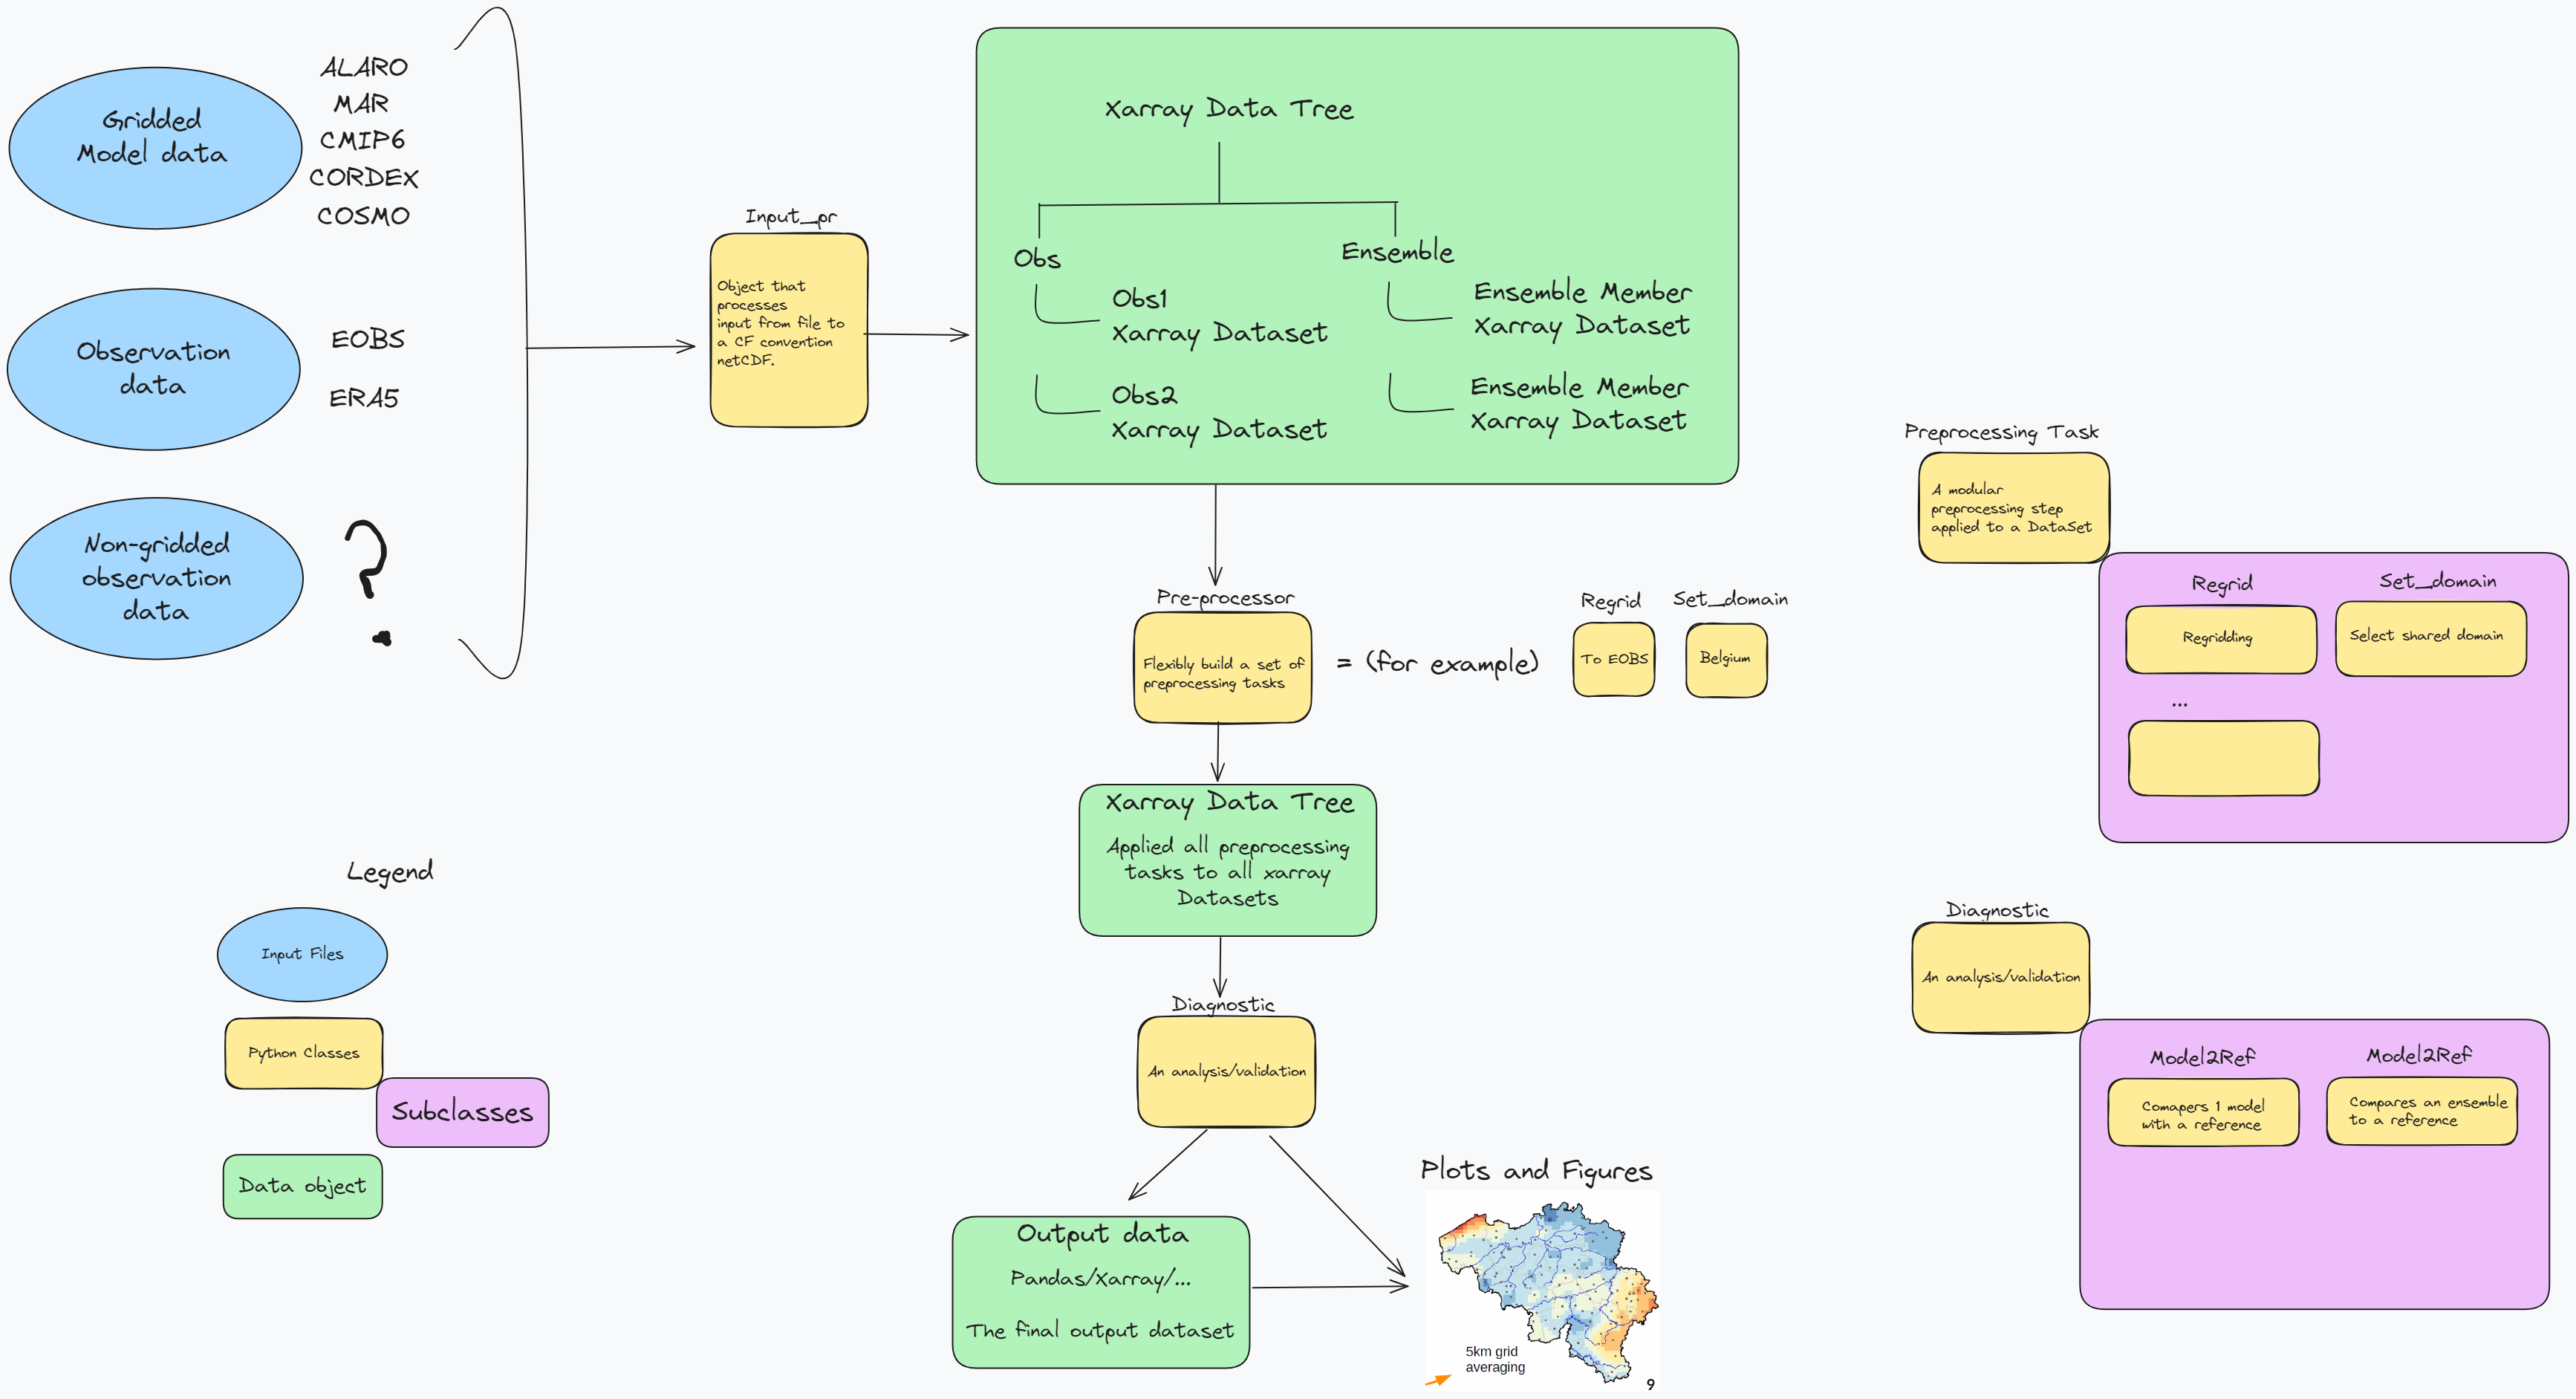 Gridded
Model data
ALARO
MAR
CMIP6
CORDEX
COSMO
Observation
data
EOBS
ERA5
Non-gridded
observation
data
?
Input_pr
Object that
processes
input from file to
a CF convention
netCDF.
Xarray Data Tree
Obs
Obs1
Xarray Dataset
Obs2
Xarray Dataset
Ensemble
Ensemble Member
Xarray Dataset
Ensemble Member
Xarray Dataset
Pre-processor
Flexibly build a set of
preprocessing tasks
= (for example)
Regrid
To EOBS
Set_domain
Belgium
Xarray Data Tree
Applied all preprocessing
tasks to all xarray
Datasets
Diagnostic
An analysis/validation
Output data
Pandas/Xarray/...
The final output dataset
Plots and Figures
5km grid
averaging
9
Preprocessing Task
A modular
preprocessing step
applied to a DataSet
Regrid
Regridding
Set_domain
Select shared domain
...
Diagnostic
An analysis/validation
Model2Ref
Comapers 1 model
with a reference
Model2Ref
Compares an ensemble
to a reference
Legend
Input Files
Python Classes
Subclasses
Data object